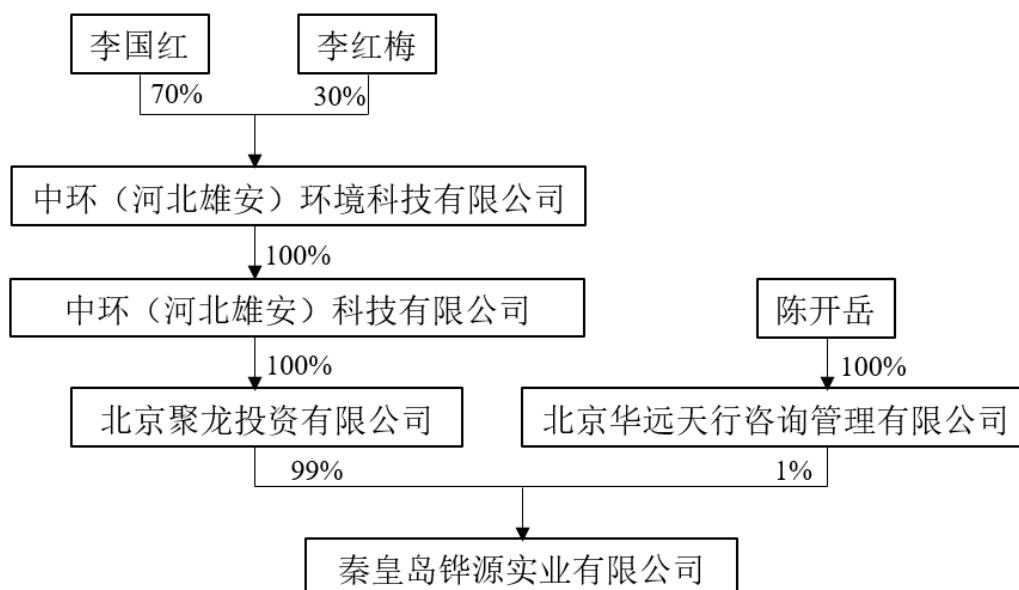 李国红
李红梅
70%
30%
中环（河北雄安）环境科技有限公司
100%
中环（河北雄安）科技有限公司
陈开岳
100%
100%
北京聚龙投资有限公司
北京华远天行咨询管理有限公司
99%
1%
秦皇岛铧源实业有限公司